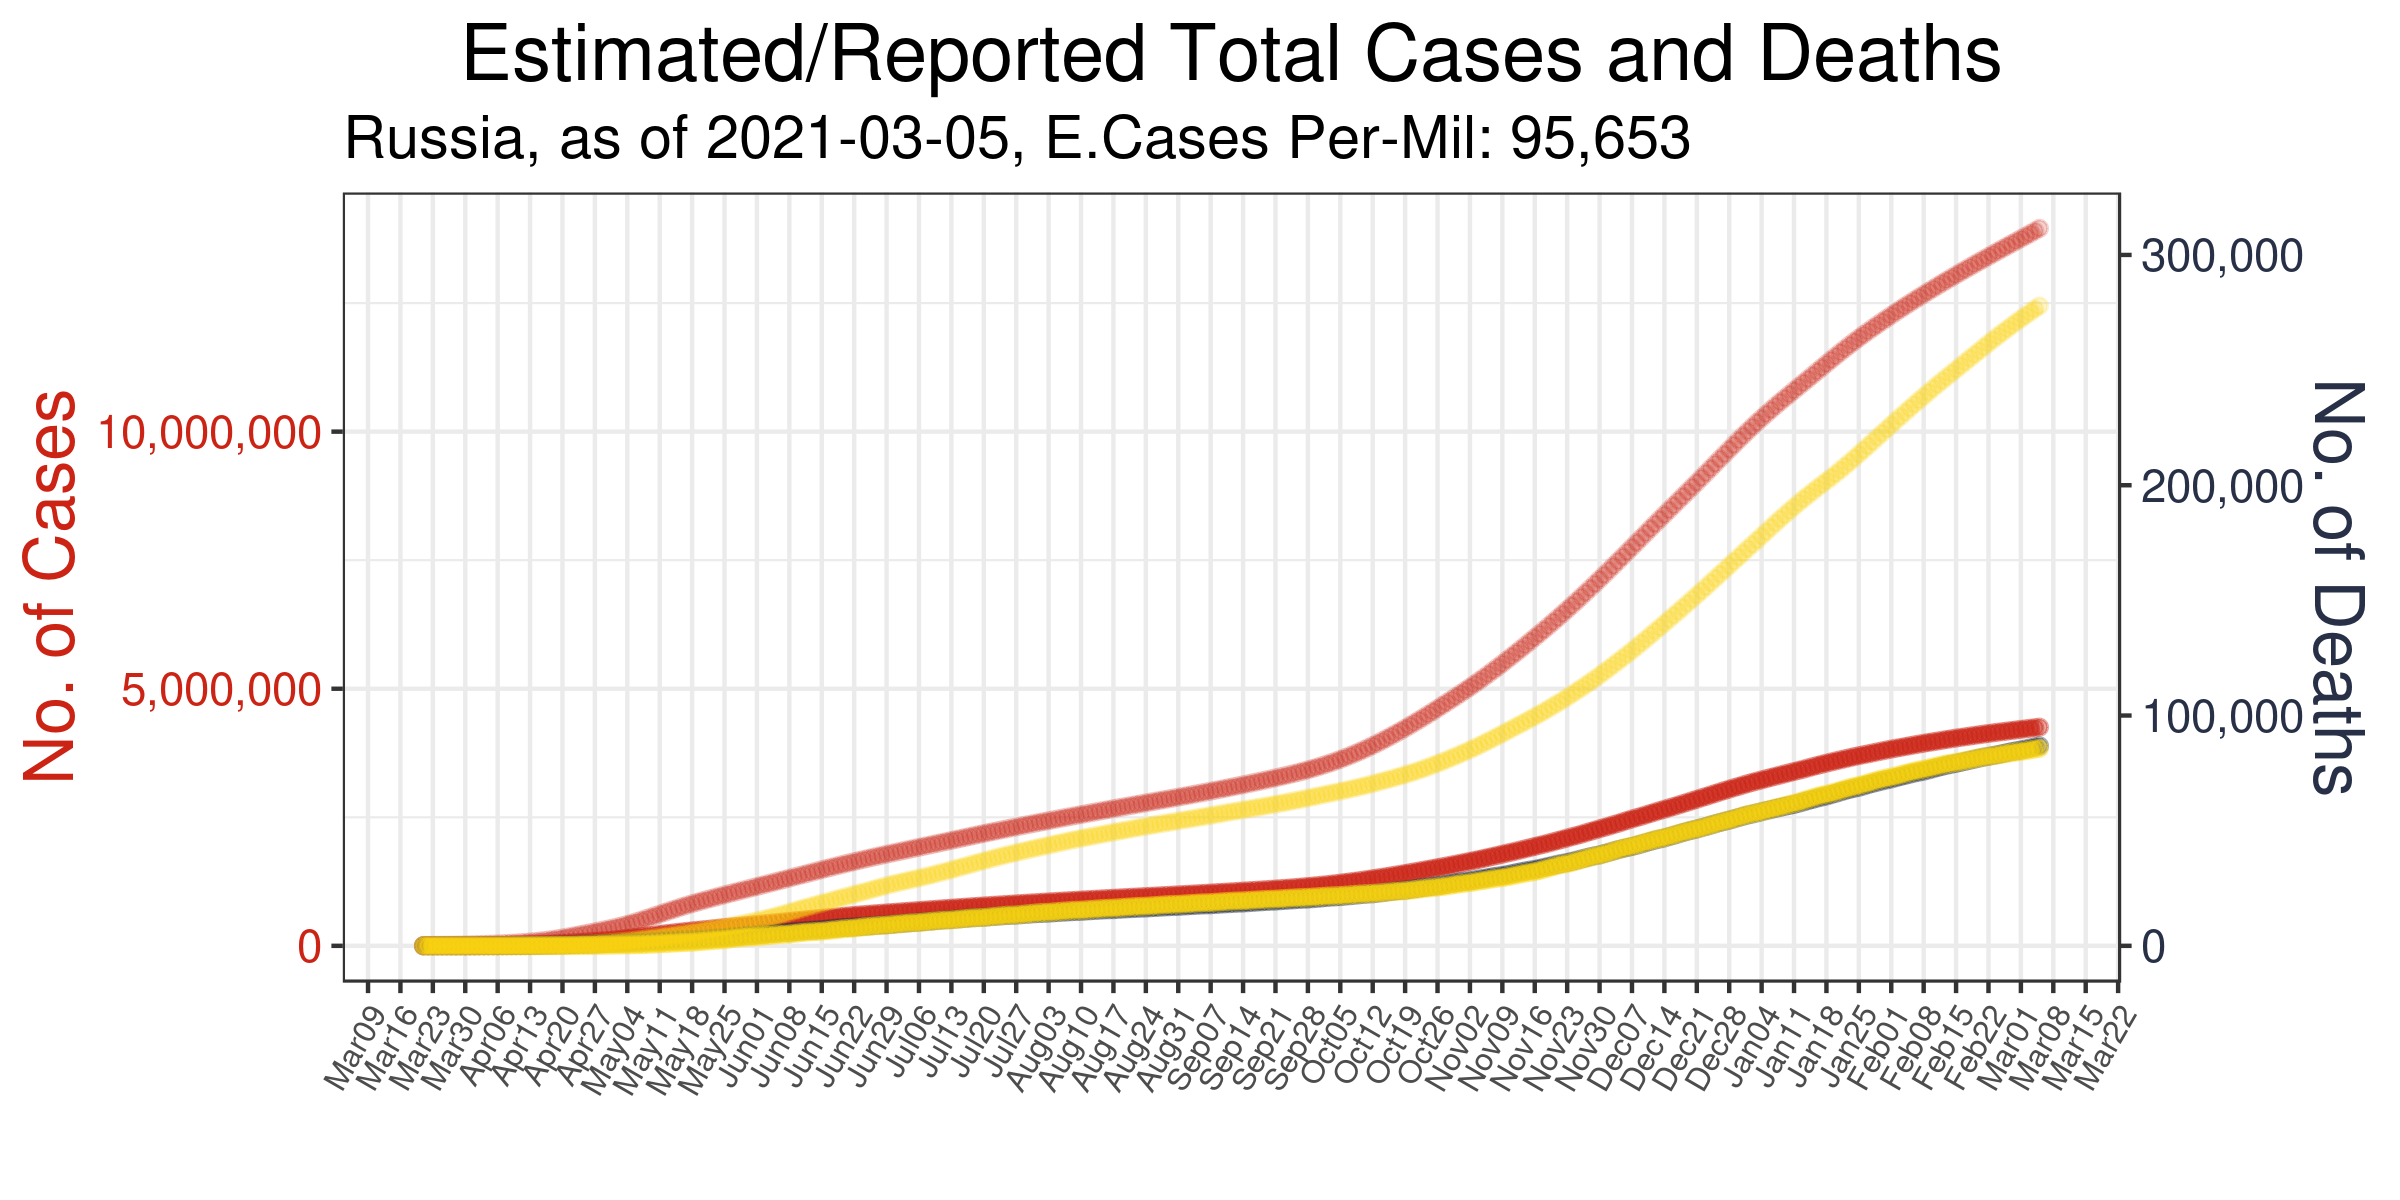 Estimated/Reported Total Cases and Deaths
Russia, as of 2021-03-05, E.Cases Per-Mil: 95,653
No. of Cases
10,000,000
5,000,000
0
300,000
200,000
100,000
0
No. of Deaths
Mar09
Mar16
Mar23
Mar30
Apr06
Apr13
Apr20
Apr27
May04
May11
May18
May25
Jun01
Jun08
Jun15
Jun22
Jun29
Jul06
Jul13
Jul20
Jul27
Aug03
Aug10
Aug17
Aug24
Aug31
Sep07
Sep14
Sep21
Sep28
Oct05
Oct12
Oct19
Oct26
Nov02
Nov09
Nov16
Nov23
Nov30
Dec07
Dec14
Dec21
Dec28
Jan04
Jan11
Jan18
Jan25
Feb01
Feb08
Feb15
Feb22
Mar01
Mar08
Mar15
Mar22